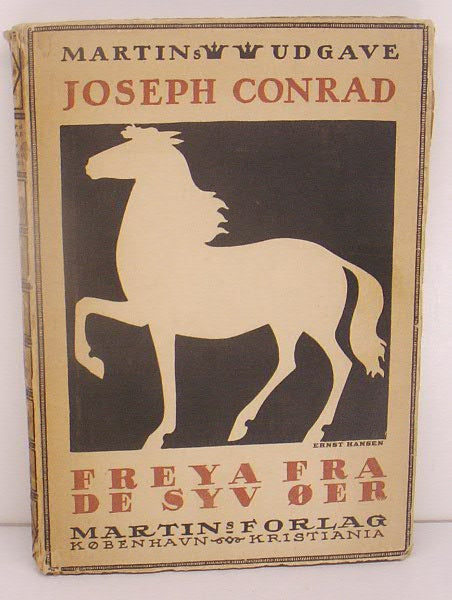 MARTINS UDGAVE
JOSEPH CONRAD
ERNST HANSEN
FREYA FRA
DE SYV ØER
MARTINS FORLAG
KØBENHAVN KRISTIANIA